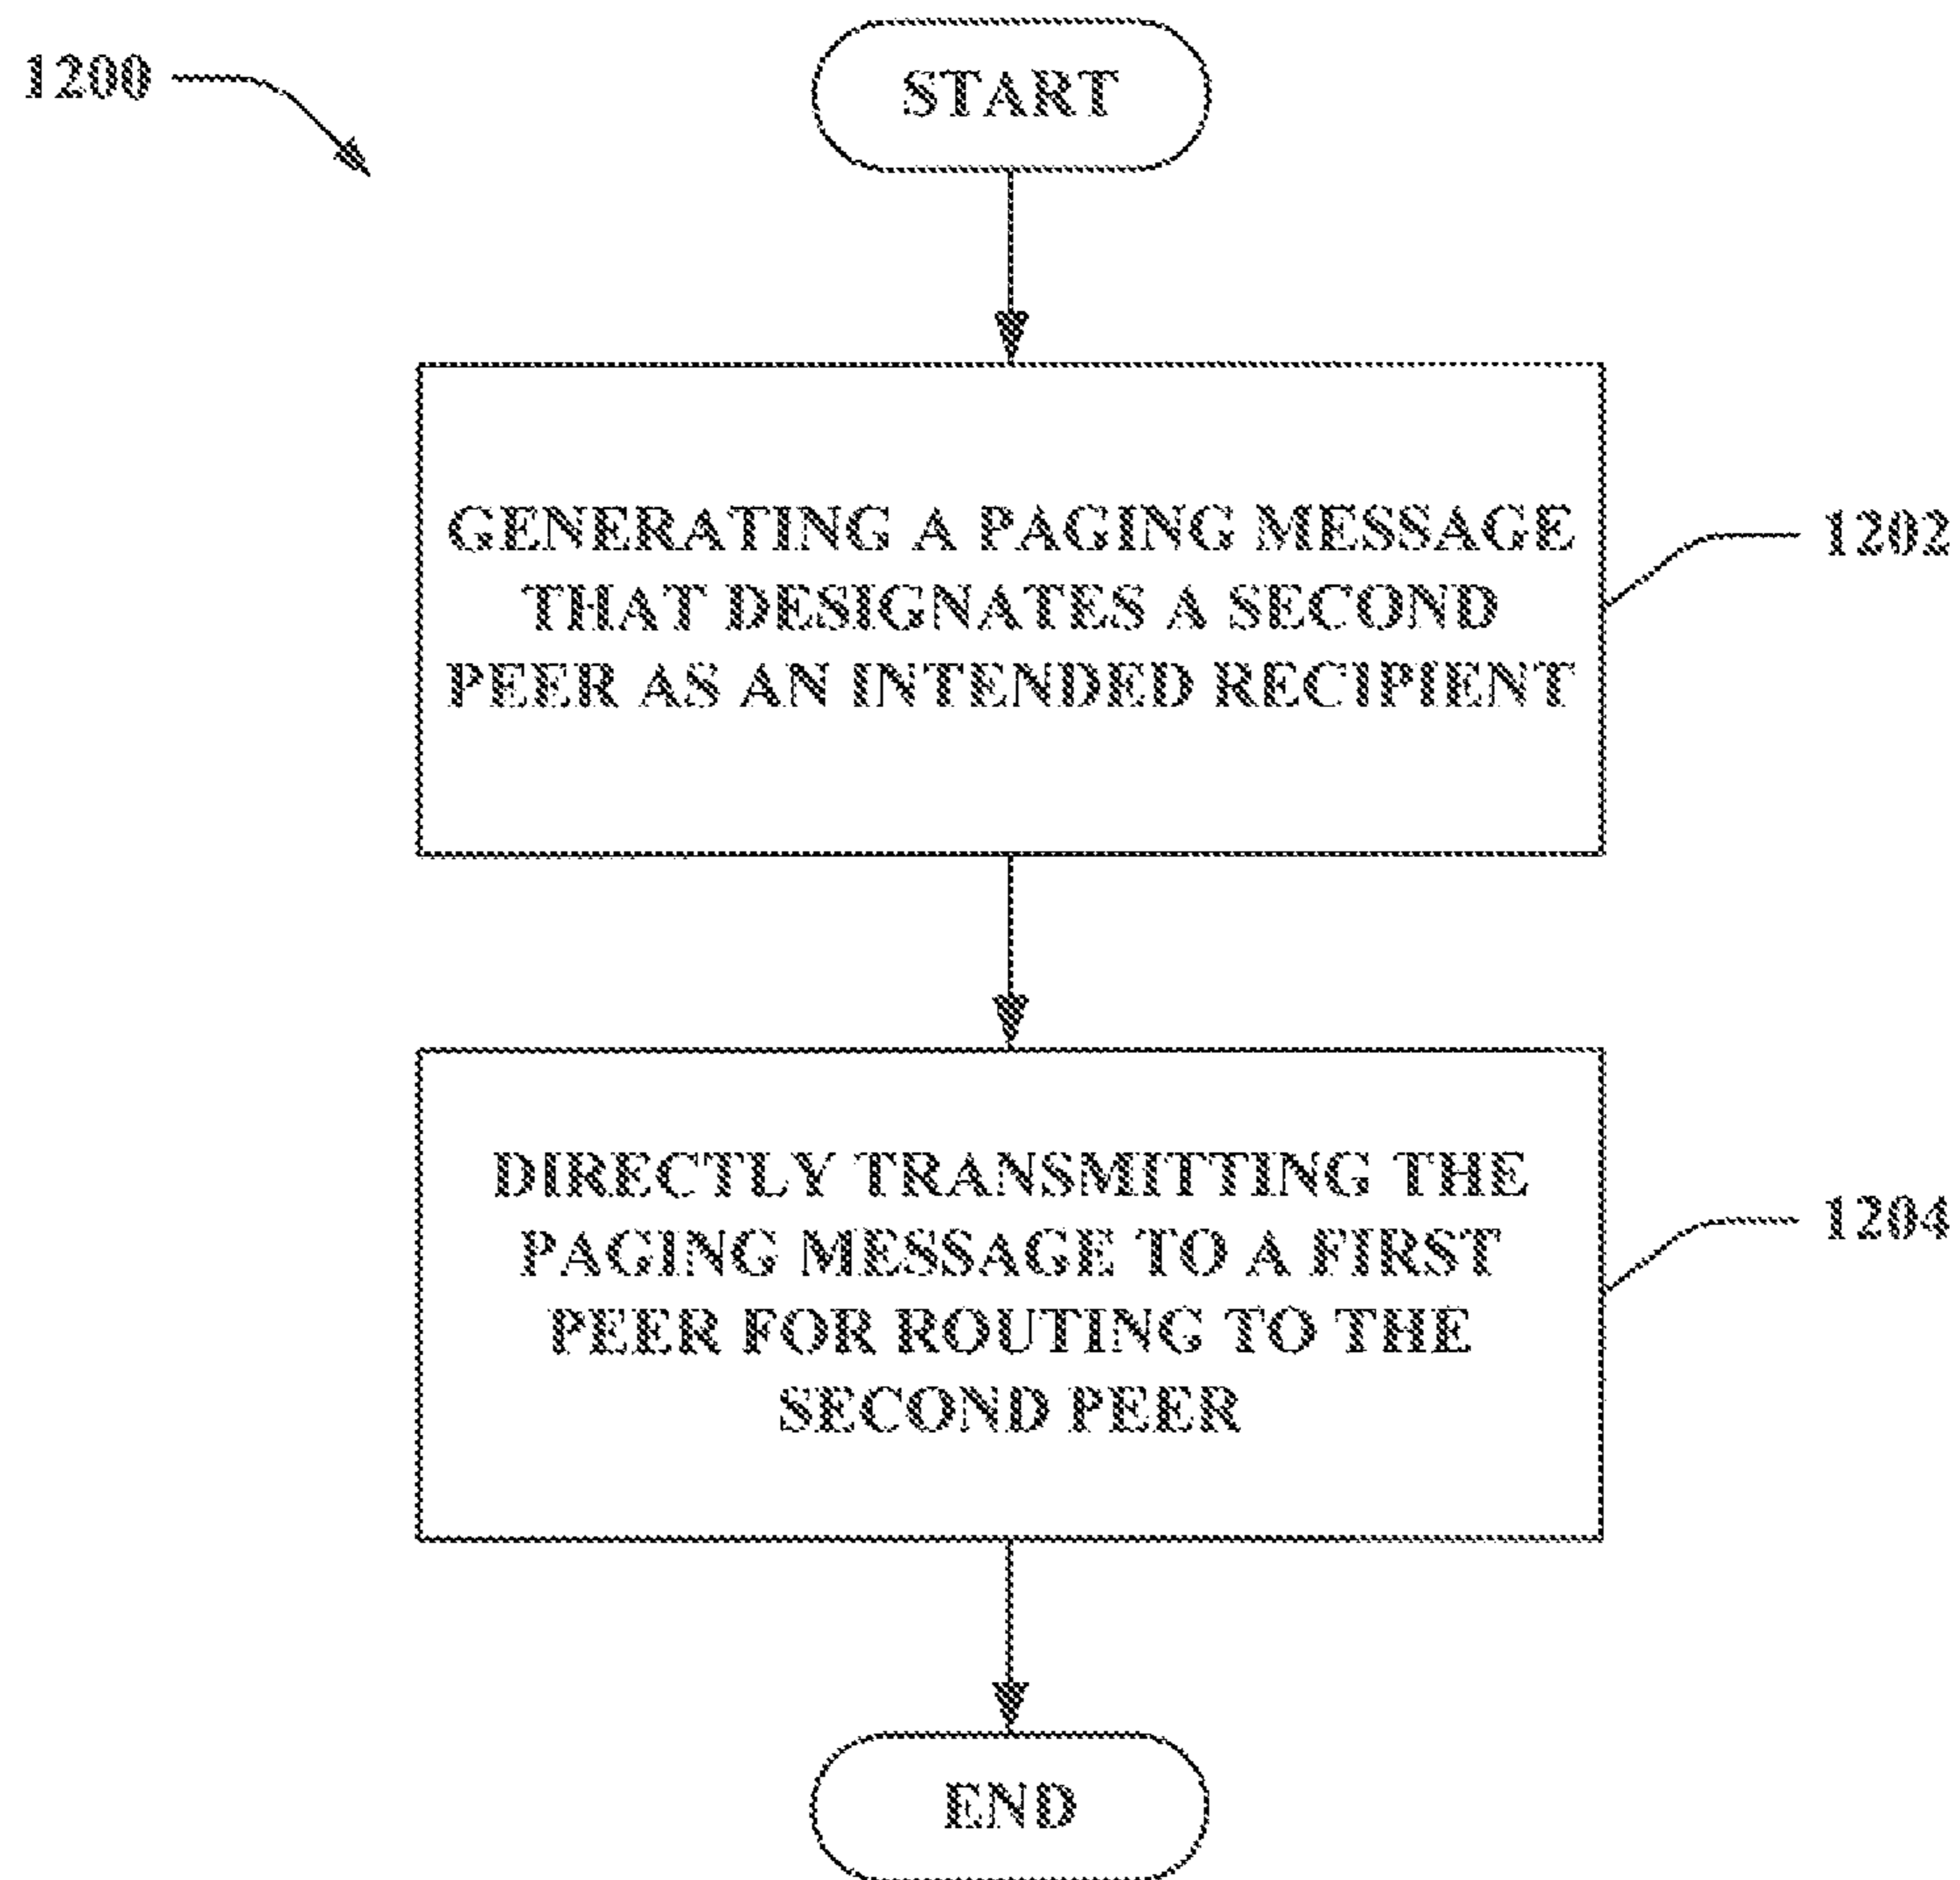 1200
START
GENERATING A PAGING MESSAGE
THAT DESIGNATES A SECOND
PEER AS AN INTENDED RECIPIENT
1202
DIRECTLY TRANSMITTING THE
PAGING MESSAGE TO A FIRST
PEER FOR ROUTING TO THE
SECOND PEER
1204
END